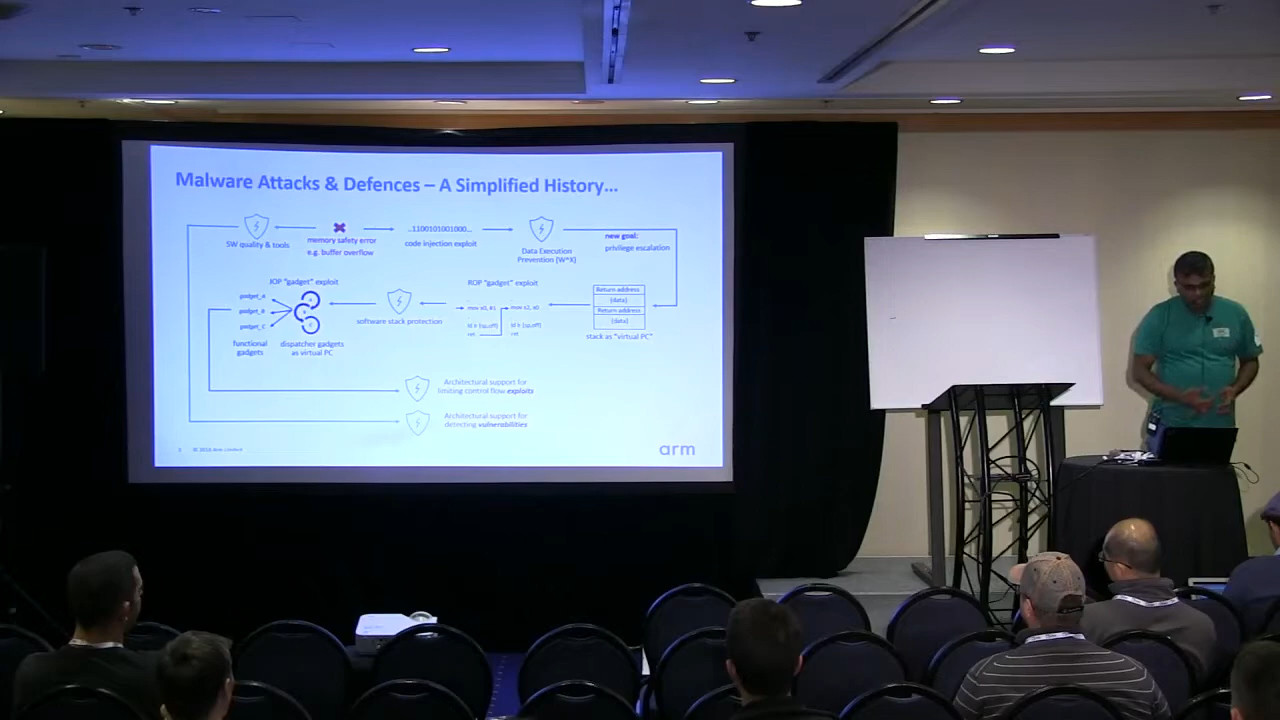 Malware Attacks & Defences – A Simplified History...
SW quality & tools
memory safety error
e.g. buffer overflow
..1100101001000...
code injection exploit
Data Execution
Prevention (W^X)
new goal:
privilege escalation
JOP "gadget" exploit
gadget_A
gadget_B
gadget_C
functional
gadgets
dispatcher gadgets
as virtual PC
software stack protection
ROP "gadget" exploit
ret
ret
Return address
(data)
Return address
(data)
stack as "virtual PC"
Architectural support for
limiting control flow exploits
Architectural support for
detecting vulnerabilities
arm